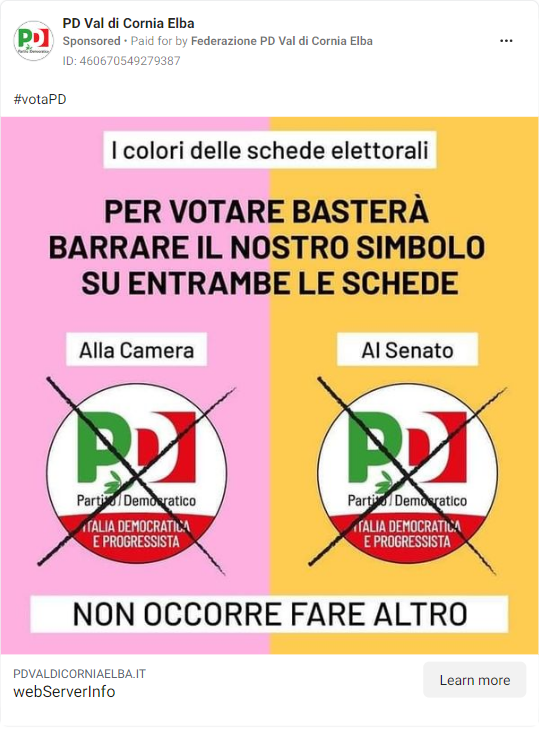 PD Val di Cornia Elba
Sponsored • Paid for by Federazione PD Val di Cornia Elba
ID: 460670549279387
PD
Partito Democratico
#votaPD
I colori delle schede elettorali
PER VOTARE BASTERÀ
BARRARE IL NOSTRO SIMBOLO
SU ENTRAMBE LE SCHEDE
Alla Camera
PD
Partito Democratico
ITALIA DEMOCRATICA
E PROGRESSISTA
Al Senato
PD
Partito Democratico
ITALIA DEMOCRATICA
E PROGRESSISTA
NON OCCORRE FARE ALTRO
PDVALDICORNIAELBA.IT
webServerInfo
Learn more